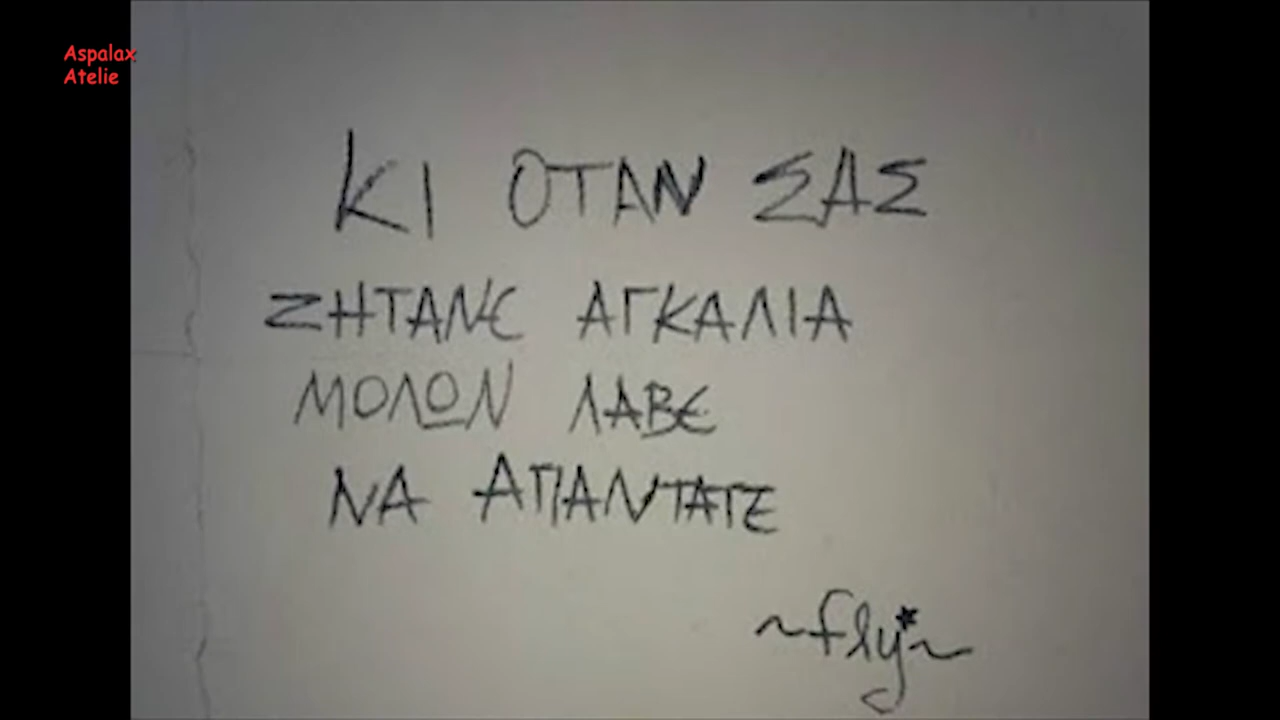 Aspalax
Atelie
ΚΙ ΟΤΑΝ ΣΑΣ
ΖΗΤΑΝΕ ΑΓΚΑΛΙΑ
ΜΟΛΩΝ ΛΑΒΕ
ΝΑ ΑΠΑΝΤΑΤΕ
~fly*~